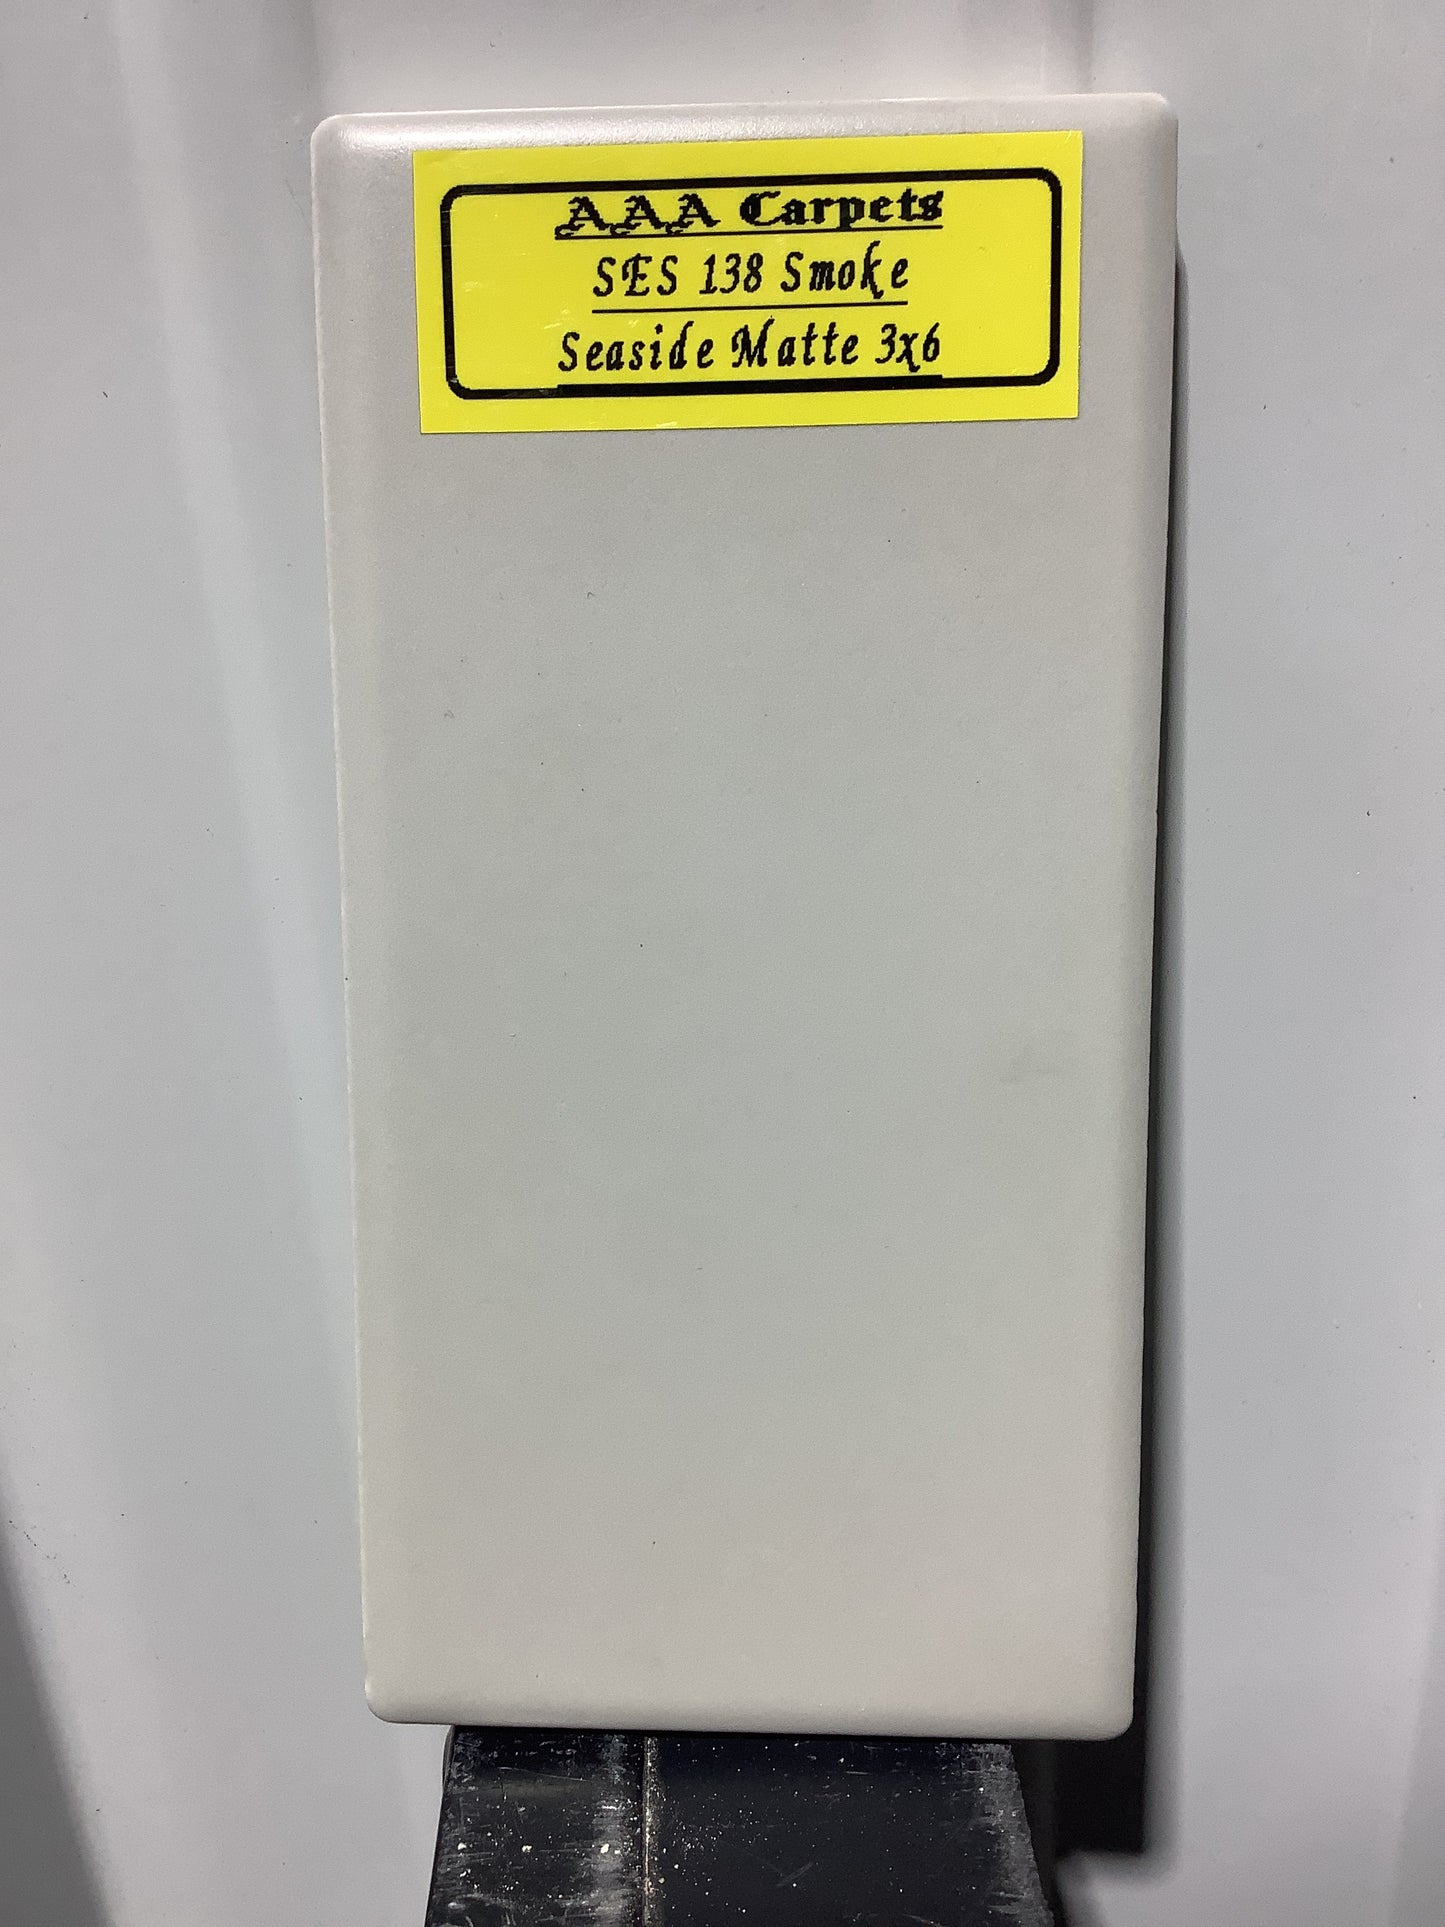 AAA Carpets
SES 138 Smoke
Seaside Matte 3x6